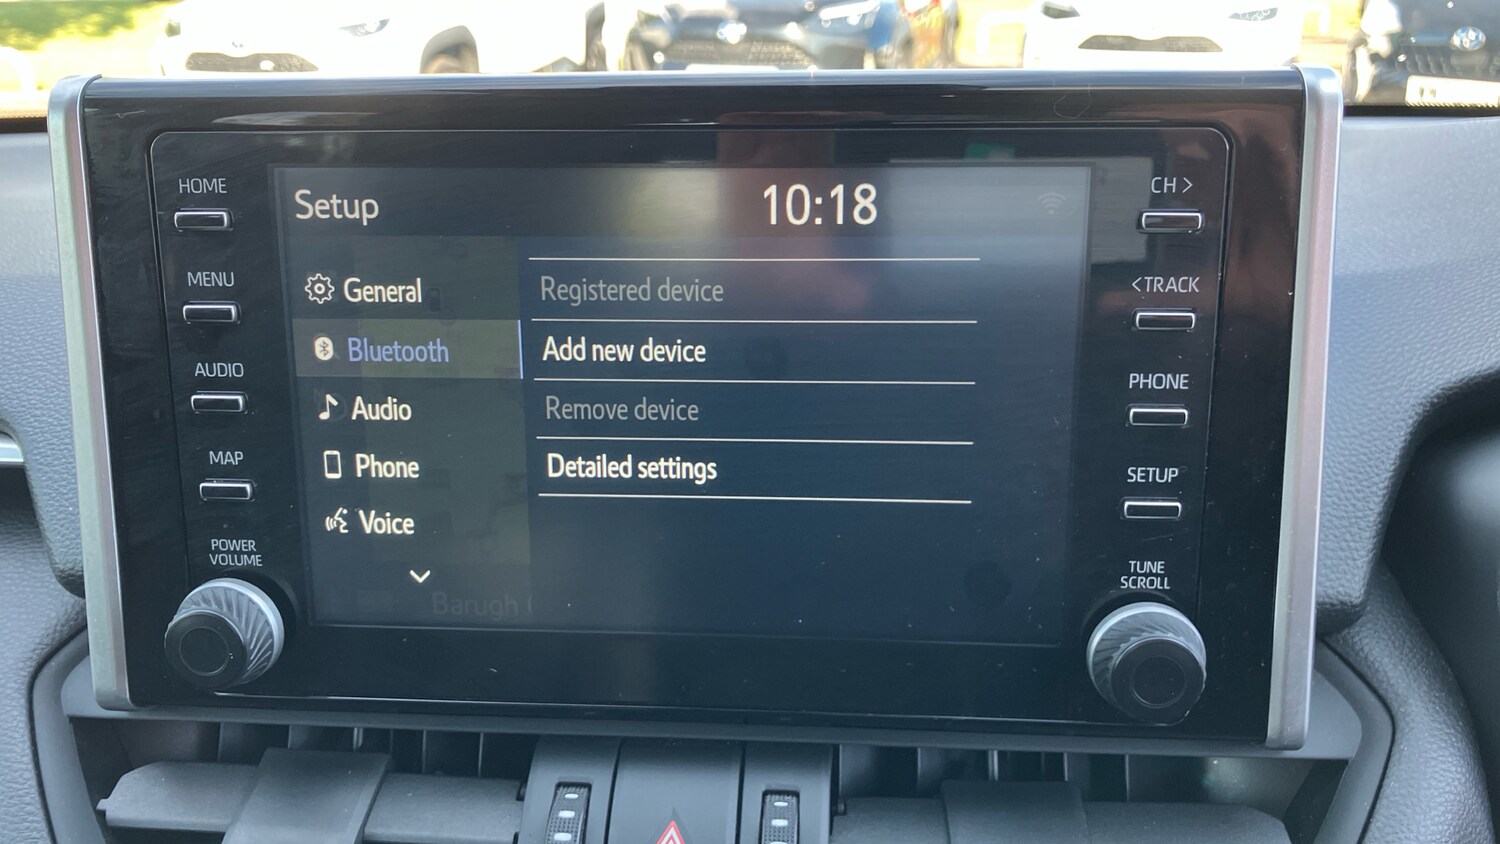 HOME
MENU
AUDIO
MAP
POWER
VOLUME
Setup
10:18
General
Bluetooth
Audio
Phone
Voice
Registered device
Add new device
Remove device
Detailed settings
Barugh
CH >
< TRACK
PHONE
SETUP
TUNE
SCROLL